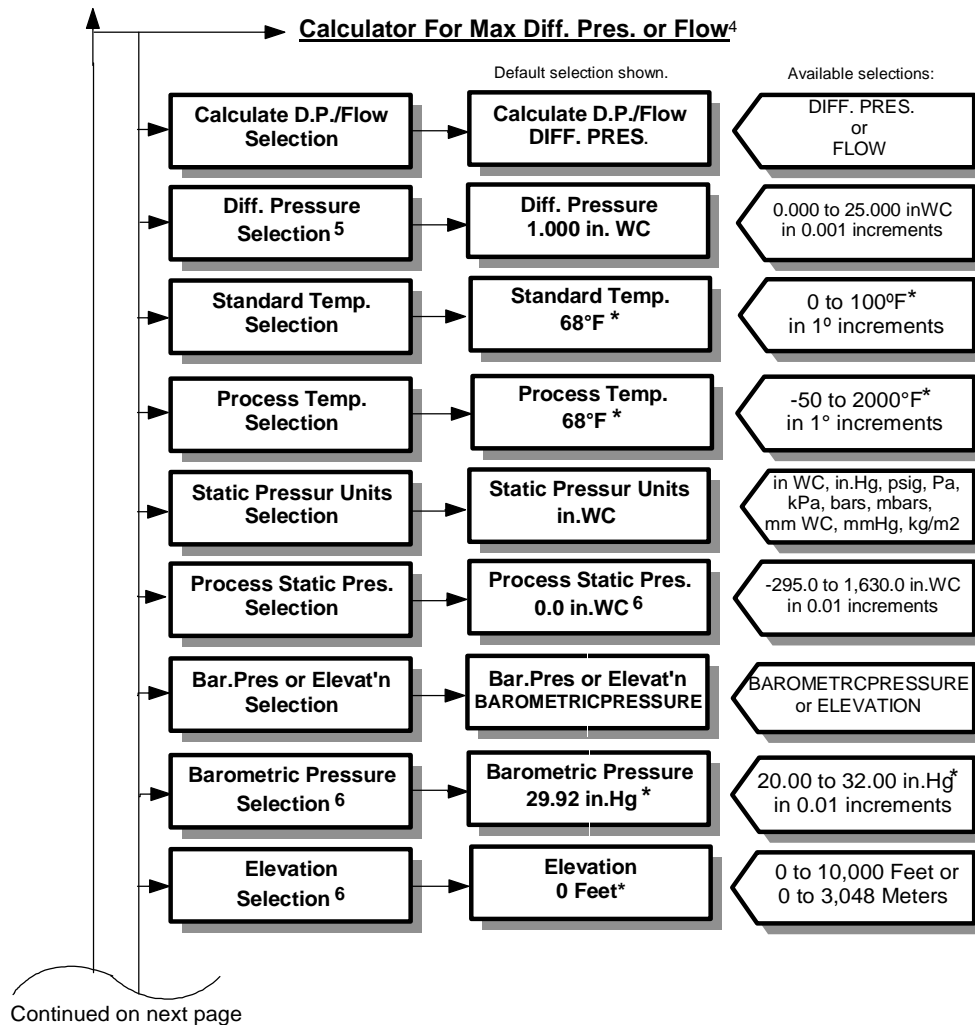 Calculator For Max Diff. Pres. or Flow4
Default selection shown.
Available selections:
Calculate D.P./Flow
Selection
Calculate D.P./Flow
DIFF. PRES.
DIFF. PRES.
or
FLOW
Diff. Pressure
Selection 5
Diff. Pressure
1.000 in. WC
0.000 to 25.000 inWC
in 0.001 increments
Standard Temp.
Selection
Standard Temp.
68°F *
0 to 100º F*
in 1º increments
Process Temp.
Selection
Process Temp.
68°F *
-50 to 2000°F*
in 1° increments
Static Pressur Units
Selection
Static Pressur Units
in.WC
in WC, in.Hg, psig, Pa,
kPa, bars, mbars,
mm WC, mmHg, kg/m2
Process Static Pres.
Selection
Process Static Pres.
0.0 in.WC 6
-295.0 to 1,630.0 in.WC
in 0.01 increments
Bar.Pres or Elevat'n
Selection
Bar.Pres or Elevat'n
BAROMETRICPRESSURE
BAROMETRCPRESSURE
or ELEVATION
Barometric Pressure
Selection 6
Barometric Pressure
29.92 in.Hg *
20.00 to 32.00 in.Hg*
in 0.01 increments
Elevation
Selection 6
Elevation
0 Feet*
0 to 10,000 Feet or
0 to 3,048 Meters
Continued on next page